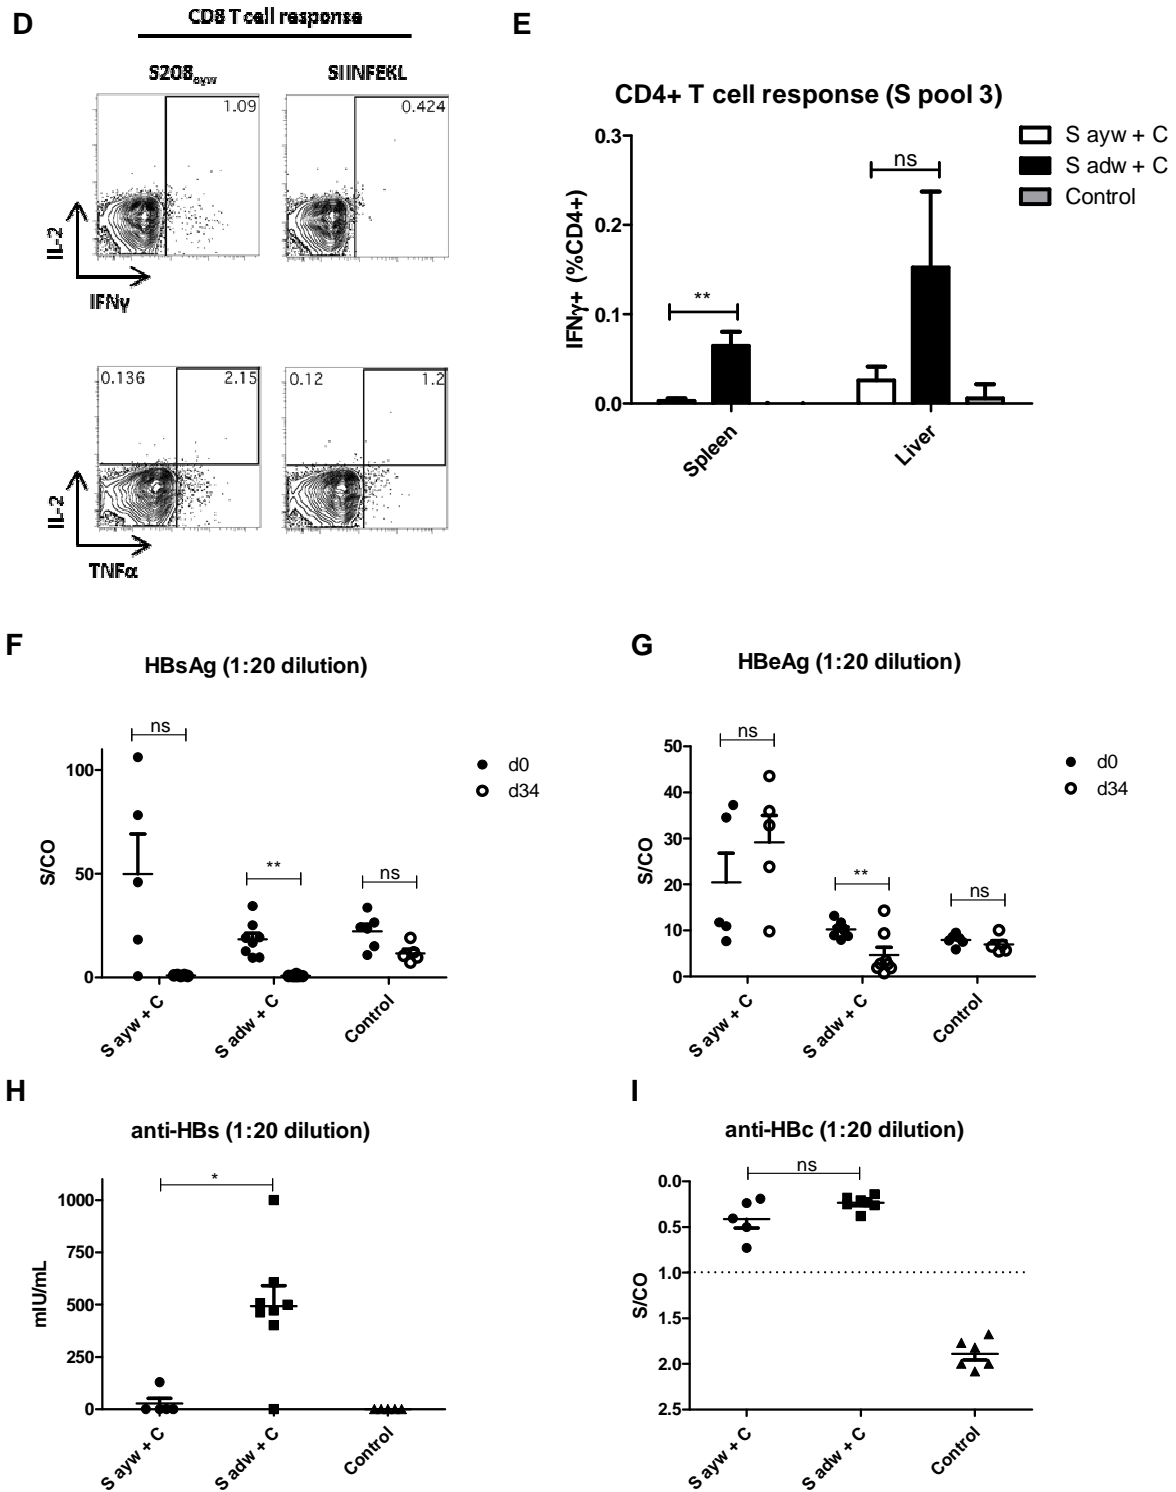 D
CD8 T cell response
S208ayw
SIINFEKL
1.09
0.424
IL-2
IFNγ
0.136
2.15
0.12
1.2
IL-2
TNFα
E
CD4+ T cell response (S pool 3)
IFNγ+ (%CD4+)
0.3
0.2
0.1
0.0
**
ns
S ayw + C
S adw + C
Control
Spleen
Liver
F
HBsAg (1:20 dilution)
S/CO
100
50
0
ns
**
ns
d0
d34
S ayw + C
S adw + C
Control
G
HBeAg (1:20 dilution)
S/CO
50
40
30
20
10
0
ns
**
ns
d0
d34
S ayw + C
S adw + C
Control
H
anti-HBs (1:20 dilution)
mIU/mL
1000
750
500
250
0
*
S ayw + C
S adw + C
Control
I
anti-HBc (1:20 dilution)
S/CO
0.0
0.5
1.0
1.5
2.0
2.5
ns
S ayw + C
S adw + C
Control